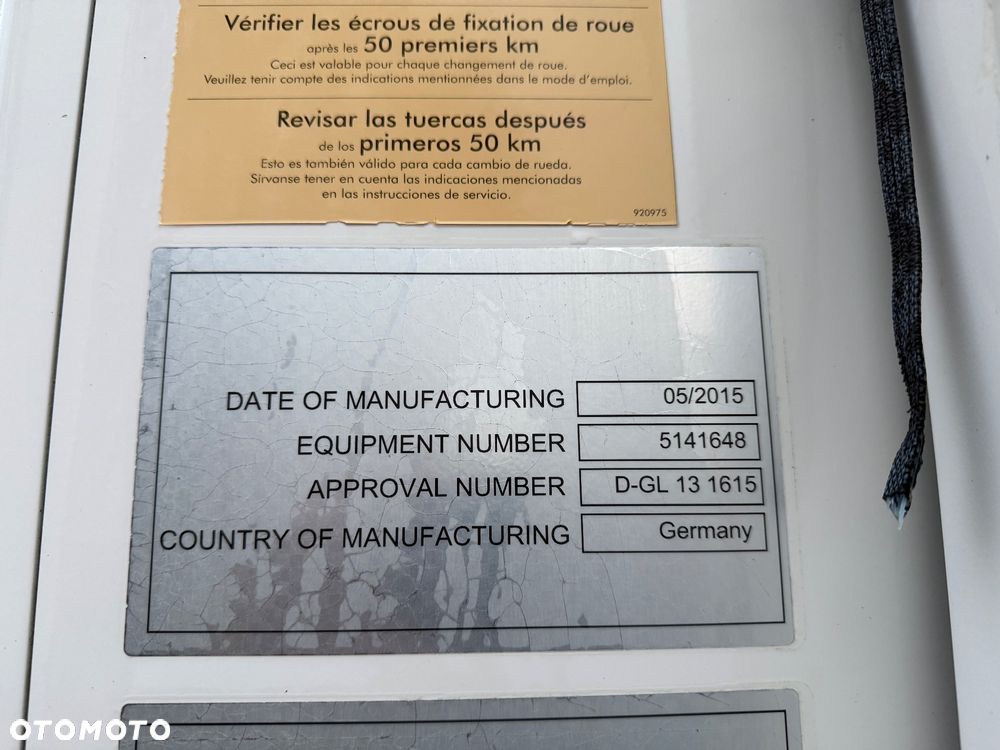 Vérifier les écrous de fixation de roue
après les 50 premiers km
Ceci est valable pour chaque changement de roue.
Veuillez tenir compte des indications mentionnées dans le mode d'emploi.
Revisar las tuercas después
de los primeros 50 km
Esto es también válido para cada cambio de rueda.
Sírvanse tener en cuenta las indicaciones mencionadas
en las instrucciones de servicio.
920975
DATE OF MANUFACTURING 05/2015
EQUIPMENT NUMBER 5141648
APPROVAL NUMBER D-GL 13 1615
COUNTRY OF MANUFACTURING Germany
OTOMOTO